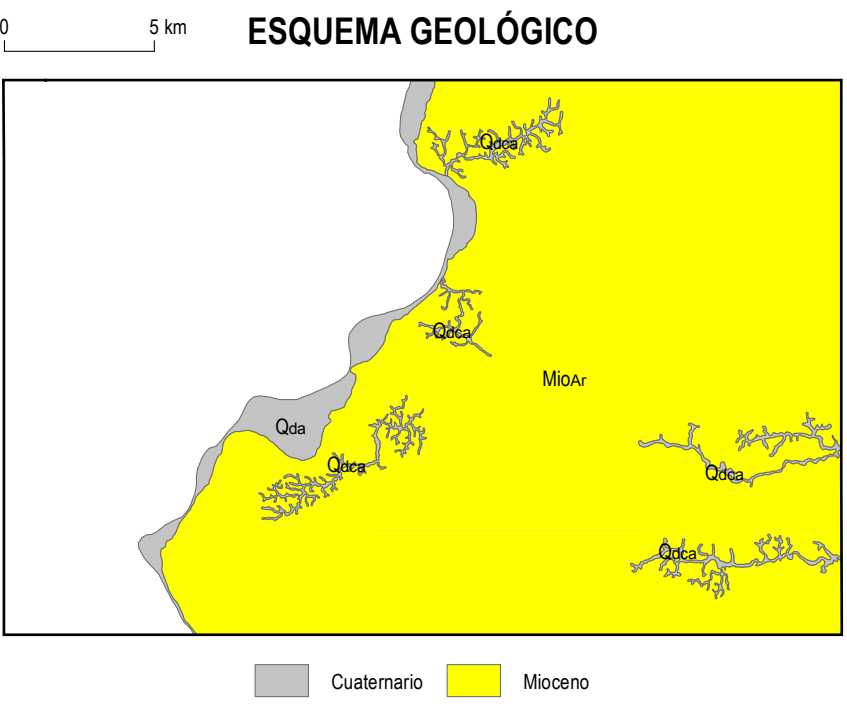 0 5 km
ESQUEMA GEOLÓGICO
Qdca
Qdca
MioAr
Qda
Qdca
Qdca
Qdca
Cuaternario
Mioceno